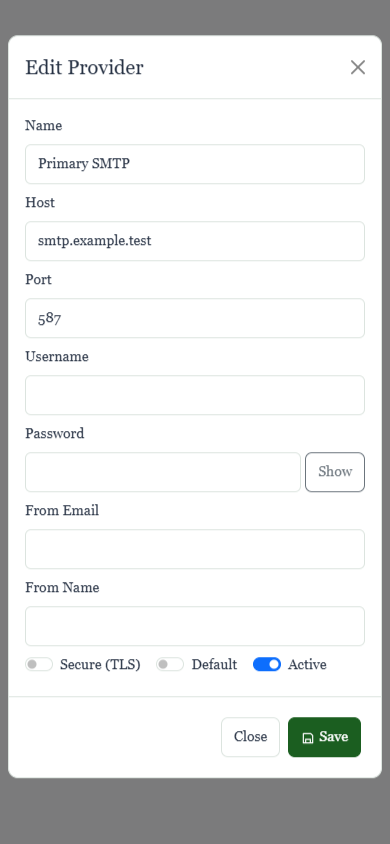 Edit Provider
Name
Primary SMTP
Host
smtp.example.test
Port
587
Username
Password
Show
From Email
From Name
Secure (TLS) Default Active
Close Save